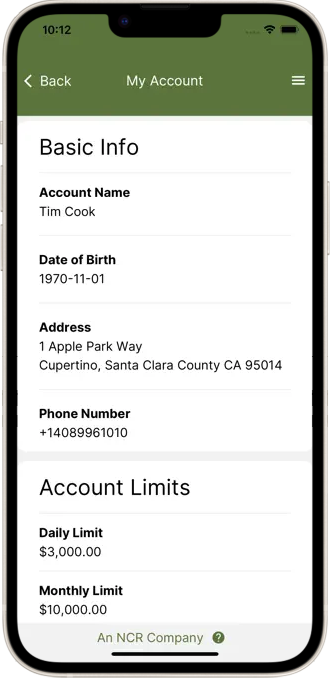 10:12
Back
My Account
Basic Info
Account Name
Tim Cook
Date of Birth
1970-11-01
Address
1 Apple Park Way
Cupertino, Santa Clara County CA 95014
Phone Number
+14089961010
Account Limits
Daily Limit
$3,000.00
Monthly Limit
$10,000.00
An NCR Company ?